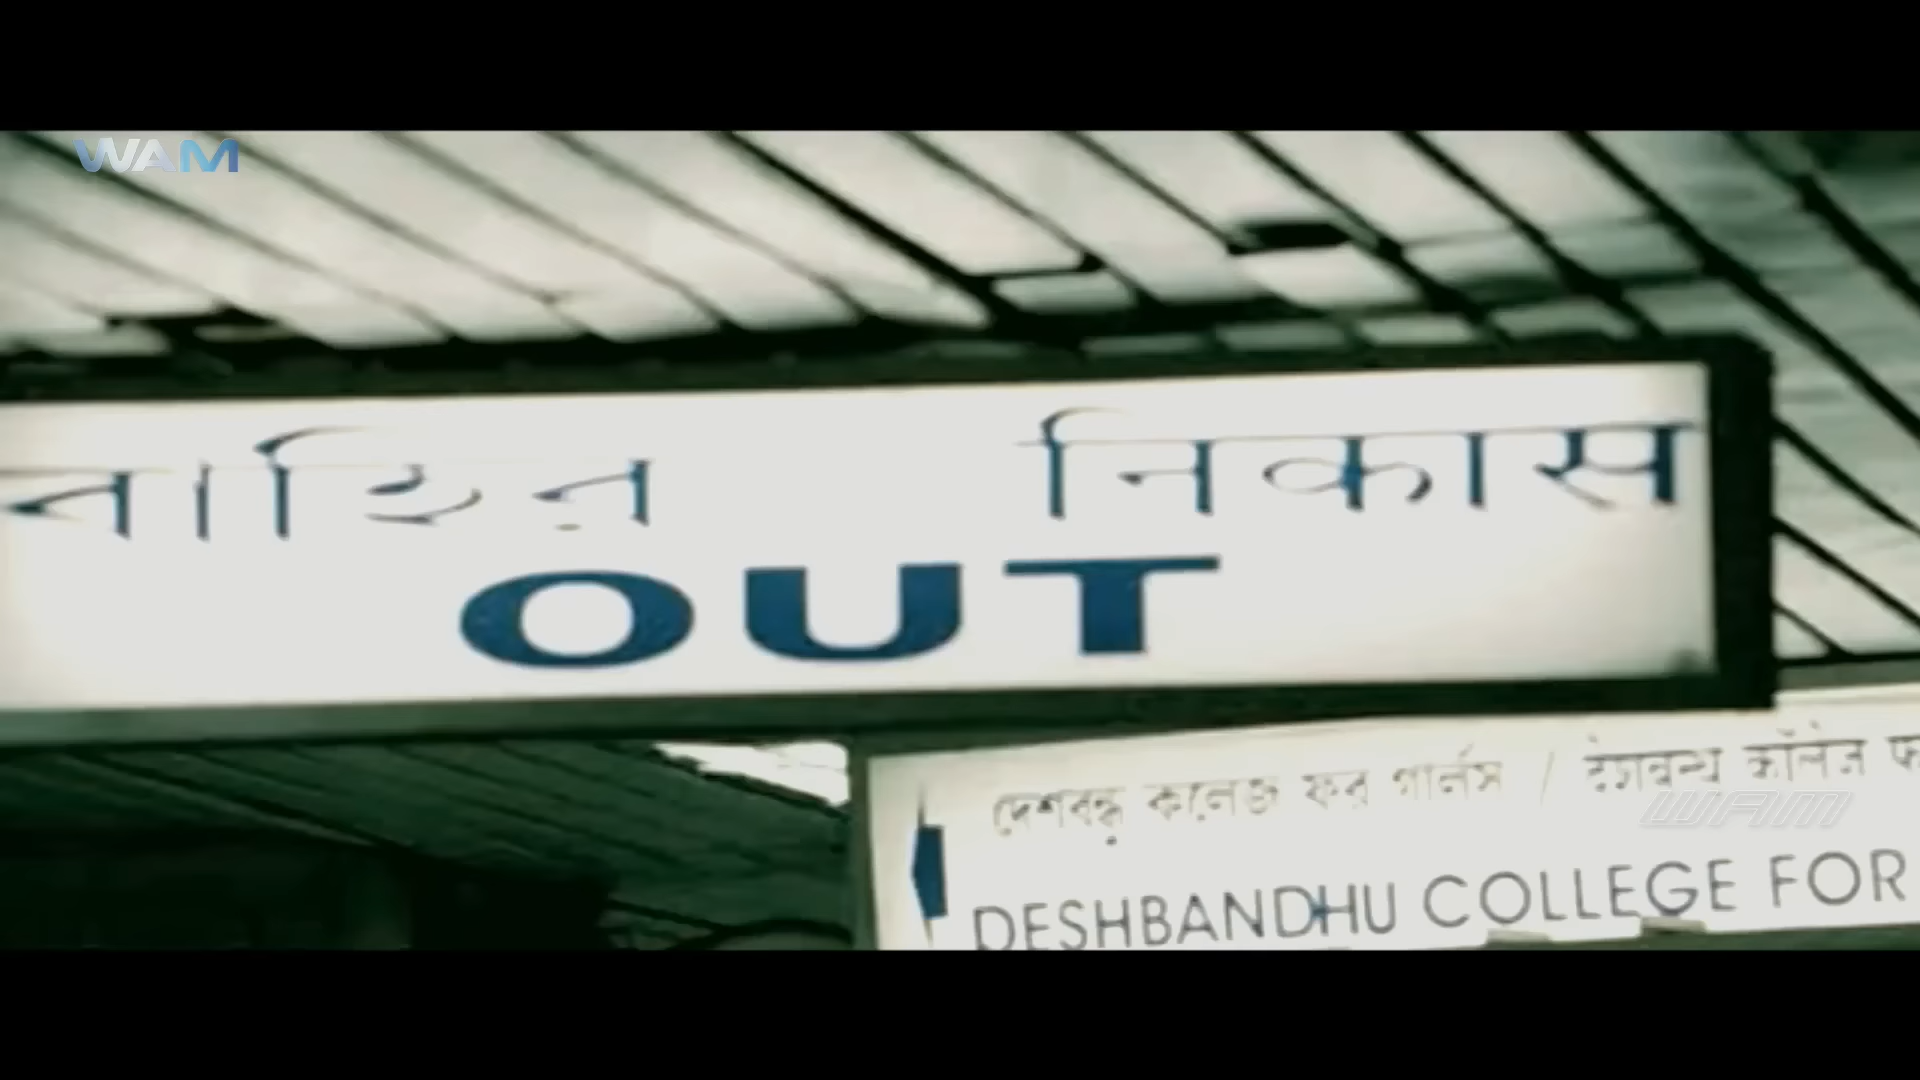 WAM
বাহির निकास
OUT
দেশবন্ধু কলেজ ফর গার্লস / देशबन्धु कॉलेज फ
WAM
DESHBANDHU COLLEGE FOR